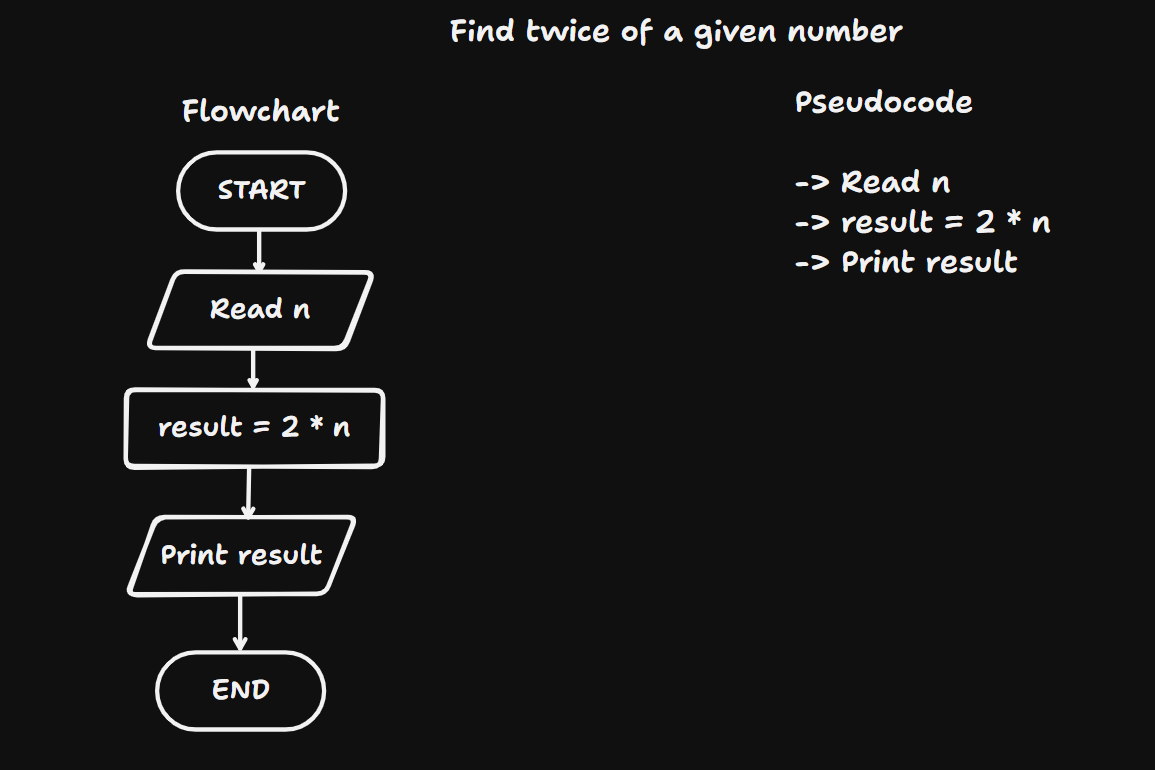 Find twice of a given number
Flowchart
START
Read n
result = 2 * n
Print result
END
Pseudocode
-> Read n
-> result = 2 * n
-> Print result